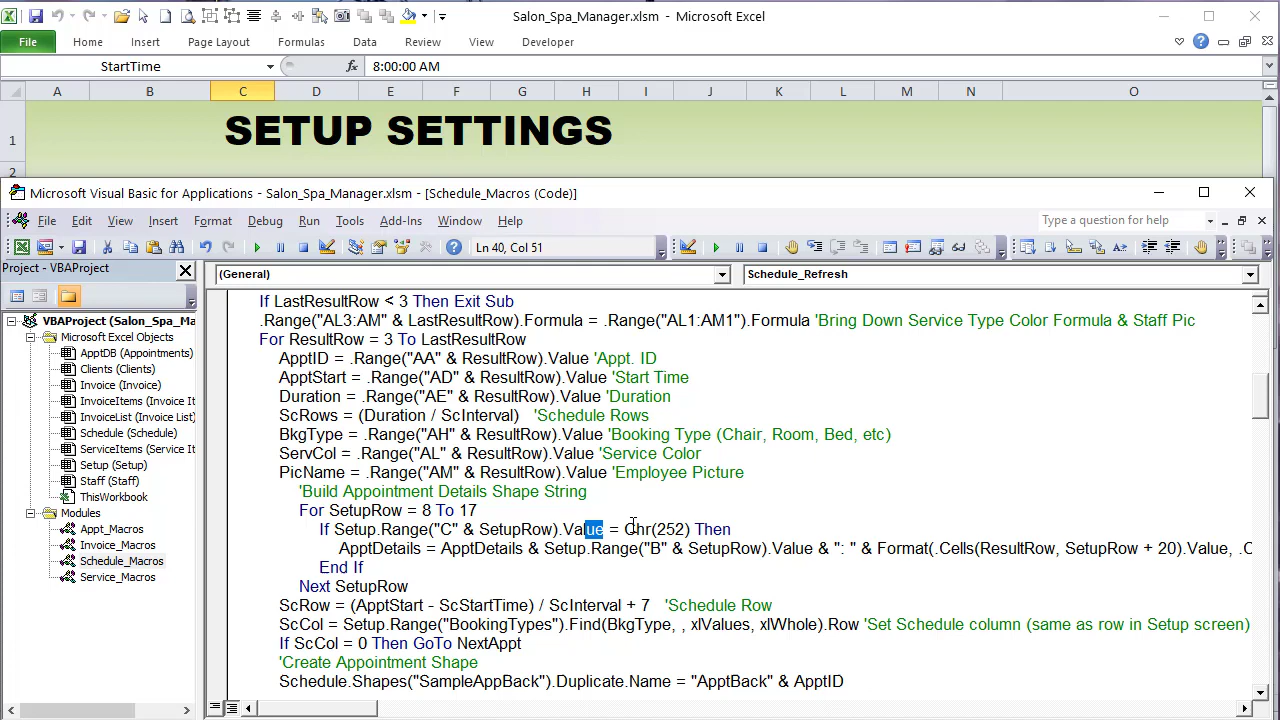 Salon_Spa_Manager.xlsm - Microsoft Excel
File Home Insert Page Layout Formulas Data Review View Developer
StartTime fx 8:00:00 AM
A B C D E F G H I J K L M N O
1 SETUP SETTINGS
2
Microsoft Visual Basic for Applications - Salon_Spa_Manager.xlsm - [Schedule_Macros (Code)]
File Edit View Insert Format Debug Run Tools Add-Ins Window Help Type a question for help
Ln 40, Col 51
Project - VBAProject
(General) Schedule_Refresh
VBAProject (Salon_Spa_Ma
Microsoft Excel Objects
ApptDB (Appointments)
Clients (Clients)
Invoice (Invoice)
InvoiceItems (Invoice Item
InvoiceList (Invoice List)
Schedule (Schedule)
ServiceItems (Service It
Setup (Setup)
Staff (Staff)
ThisWorkbook
Modules
Appt_Macros
Invoice_Macros
Schedule_Macros
Service_Macros
If LastResultRow < 3 Then Exit Sub
.Range("AL3:AM" & LastResultRow).Formula = .Range("AL1:AM1").Formula 'Bring Down Service Type Color Formula & Staff Pic
For ResultRow = 3 To LastResultRow
ApptID = .Range("AA" & ResultRow).Value 'Appt. ID
ApptStart = .Range("AD" & ResultRow).Value 'Start Time
Duration = .Range("AE" & ResultRow).Value 'Duration
ScRows = (Duration / ScInterval) 'Schedule Rows
BkgType = .Range("AH" & ResultRow).Value 'Booking Type (Chair, Room, Bed, etc)
ServCol = .Range("AL" & ResultRow).Value 'Service Color
PicName = .Range("AM" & ResultRow).Value 'Employee Picture
'Build Appointment Details Shape String
For SetupRow = 8 To 17
If Setup.Range("C" & SetupRow).Value = Chr(252) Then
ApptDetails = ApptDetails & Setup.Range("B" & SetupRow).Value & ": " & Format(.Cells(ResultRow, SetupRow + 20).Value, .C
End If
Next SetupRow
ScRow = (ApptStart - ScStartTime) / ScInterval + 7 'Schedule Row
ScCol = Setup.Range("BookingTypes").Find(BkgType, , xlValues, xlWhole).Row 'Set Schedule column (same as row in Setup screen)
If ScCol = 0 Then GoTo NextAppt
'Create Appointment Shape
Schedule.Shapes("SampleAppBack").Duplicate.Name = "ApptBack" & ApptID